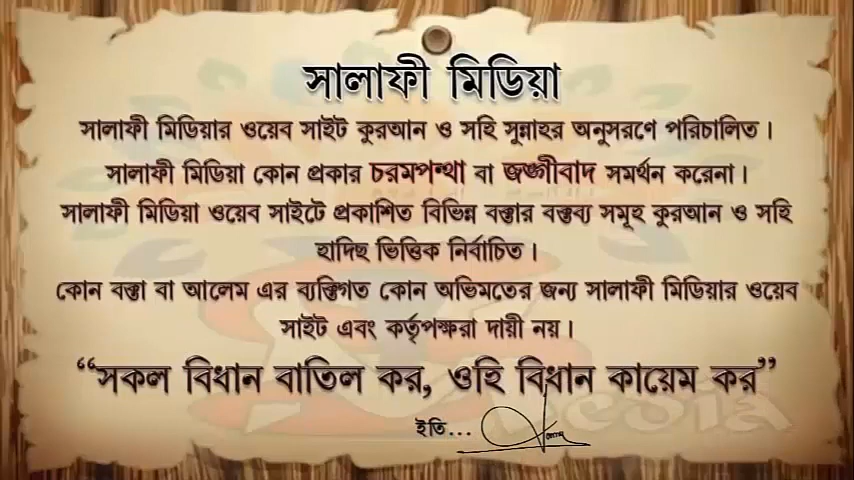 সালাফী মিডিয়া
সালাফী মিডিয়ার ওয়েব সাইট কুরআন ও সহি সুন্নাহর অনুসরণে পরিচালিত।
সালাফী মিডিয়া কোন প্রকার চরমপন্থা বা জঙ্গীবাদ সমর্থন করেনা।
সালাফী মিডিয়া ওয়েব সাইটে প্রকাশিত বিভিন্ন বক্তার বক্তব্য সমূহ কুরআন ও সহি
হাদিছ ভিত্তিক নির্বাচিত।
কোন বক্তা বা আলেম এর ব্যক্তিগত কোন অভিমতের জন্য সালাফী মিডিয়ার ওয়েব
সাইট এবং কর্তৃপক্ষরা দায়ী নয়।
“সকল বিধান বাতিল কর, ওহি বিধান কায়েম কর”
media
ইতি...